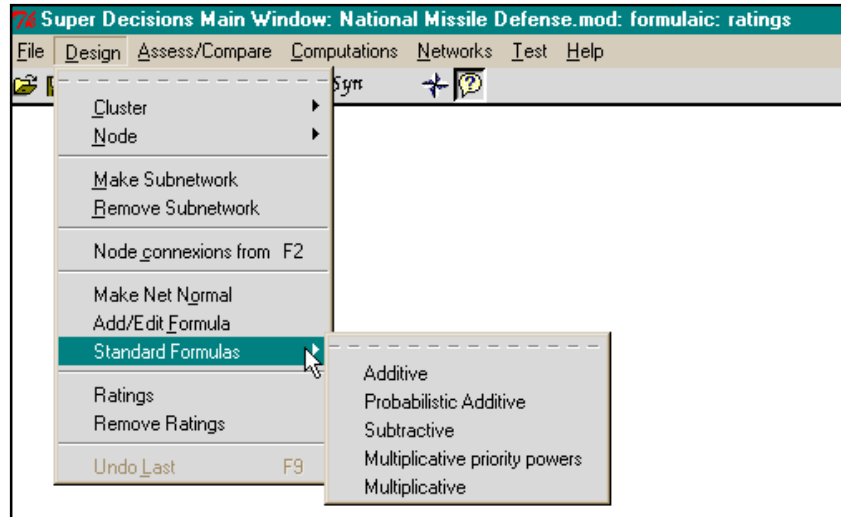 Super Decisions Main Window: National Missile Defense.mod: formulaic: ratings
File Design Assess/Compare Computations Networks Test Help
Syn
Cluster
Node
Make Subnetwork
Remove Subnetwork
Node connexions from F2
Make Net Normal
Add/Edit Formula
Standard Formulas
Ratings
Remove Ratings
Undo Last F9
Additive
Probabilistic Additive
Subtractive
Multiplicative priority powers
Multiplicative